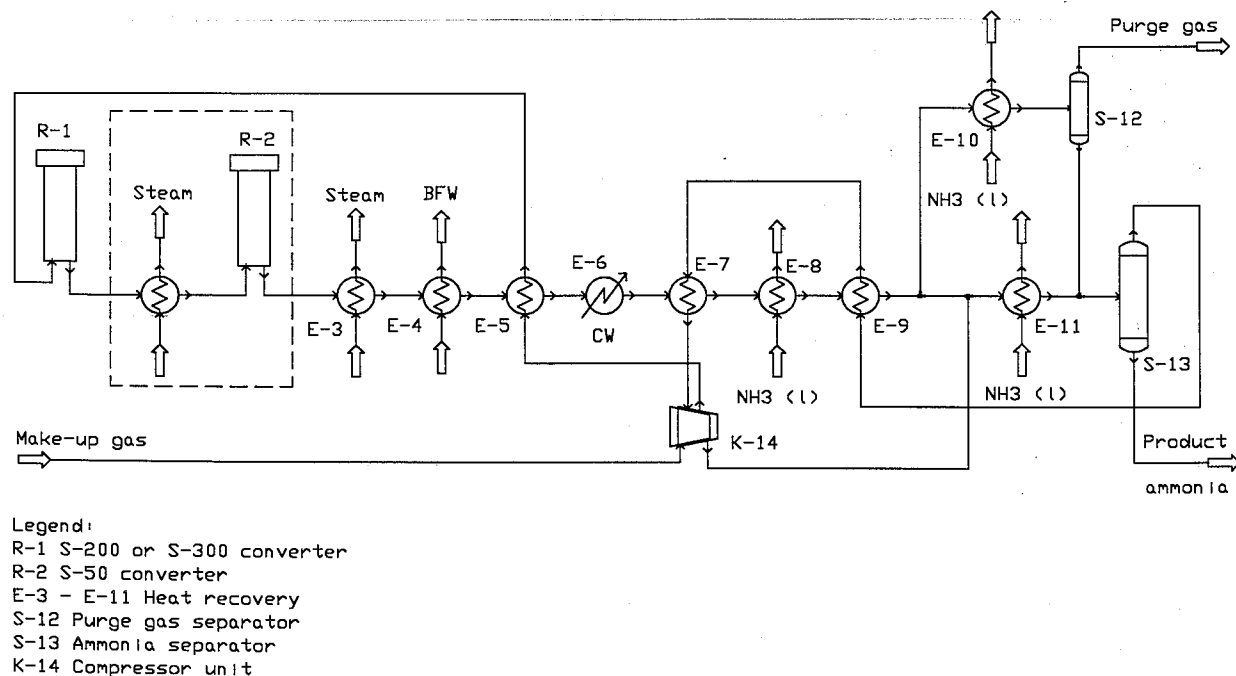 Purge gas
R-1
R-2
S-12
E-10
Steam
Steam
BFW
NH3 (l)
E-6
E-7
E-8
E-3
E-4
E-5
CW
E-9
E-11
S-13
NH3 (l)
NH3 (l)
Make-up gas
K-14
Product
ammonia
Legend:
R-1 S-200 or S-300 converter
R-2 S-50 converter
E-3 - E-11 Heat recovery
S-12 Purge gas separator
S-13 Ammonia separator
K-14 Compressor unit